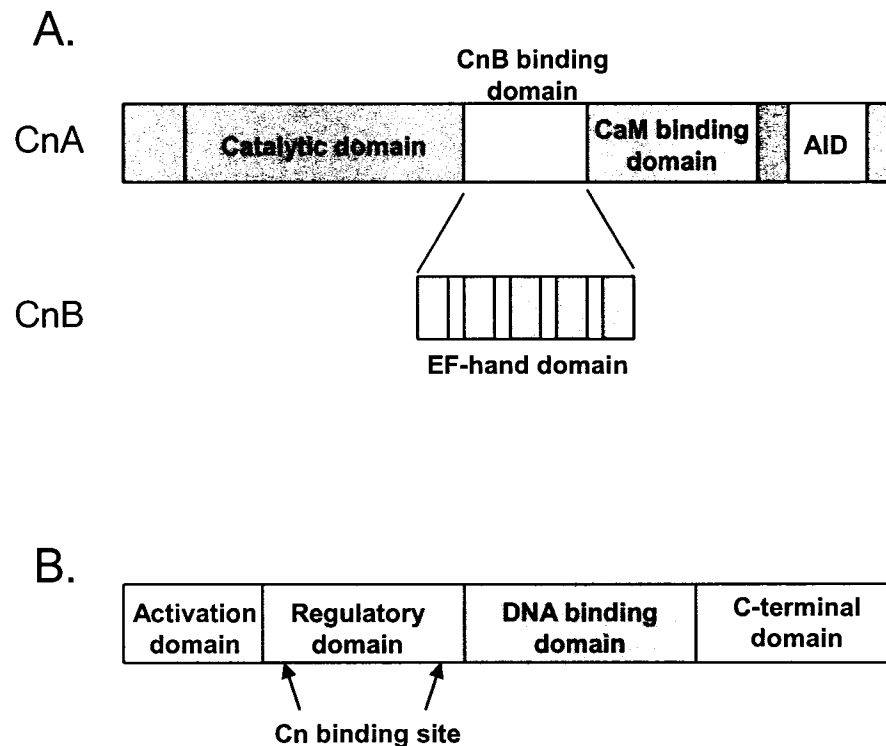 A.
CnB binding
domain
CnA
Catalytic domain
CaM binding
domain
AID
CnB
EF-hand domain
B.
Activation
domain
Regulatory
domain
DNA binding
domain
C-terminal
domain
Cn binding site